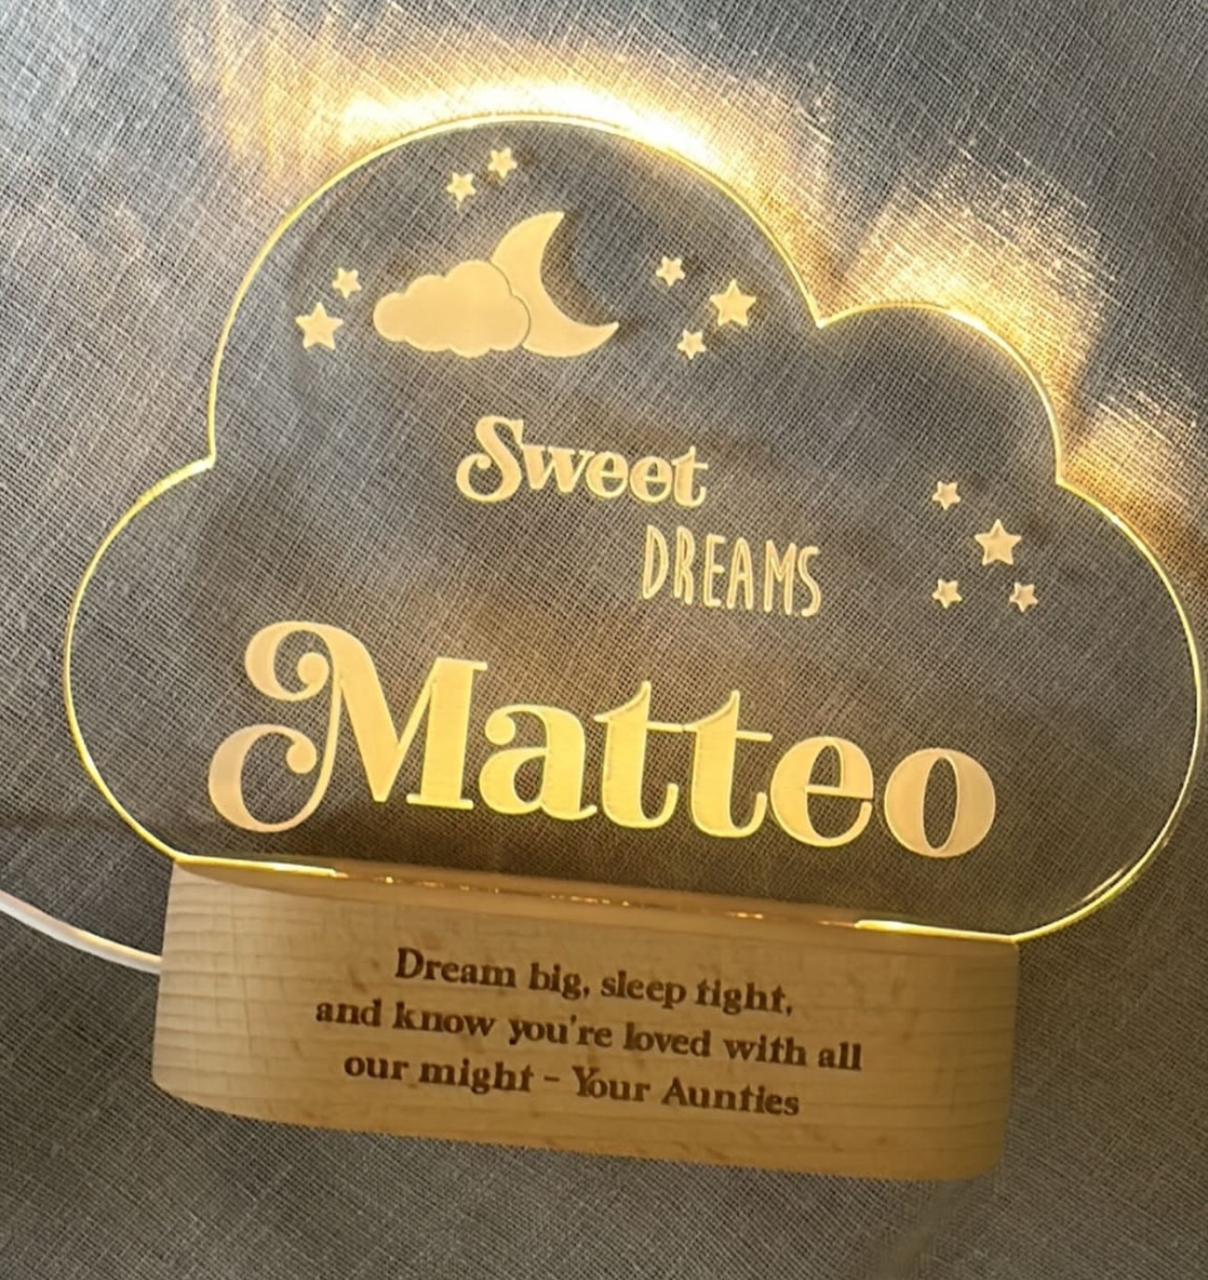 Sweet
DREAMS
Matteo
Dream big, sleep tight,
and know you're loved with all
our might - Your Aunties